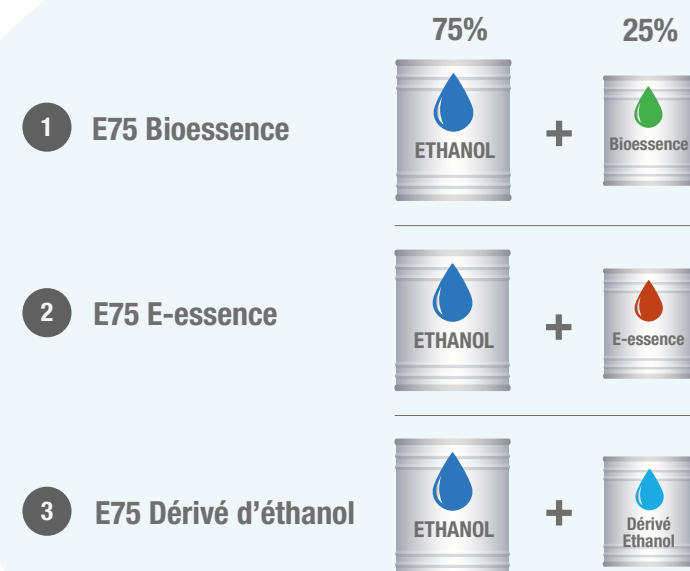 75% 25%
1 E75 Bioessence
ETHANOL + Bioessence
2 E75 E-essence
ETHANOL + E-essence
3 E75 Dérivé d’éthanol
ETHANOL + Dérivé
Ethanol